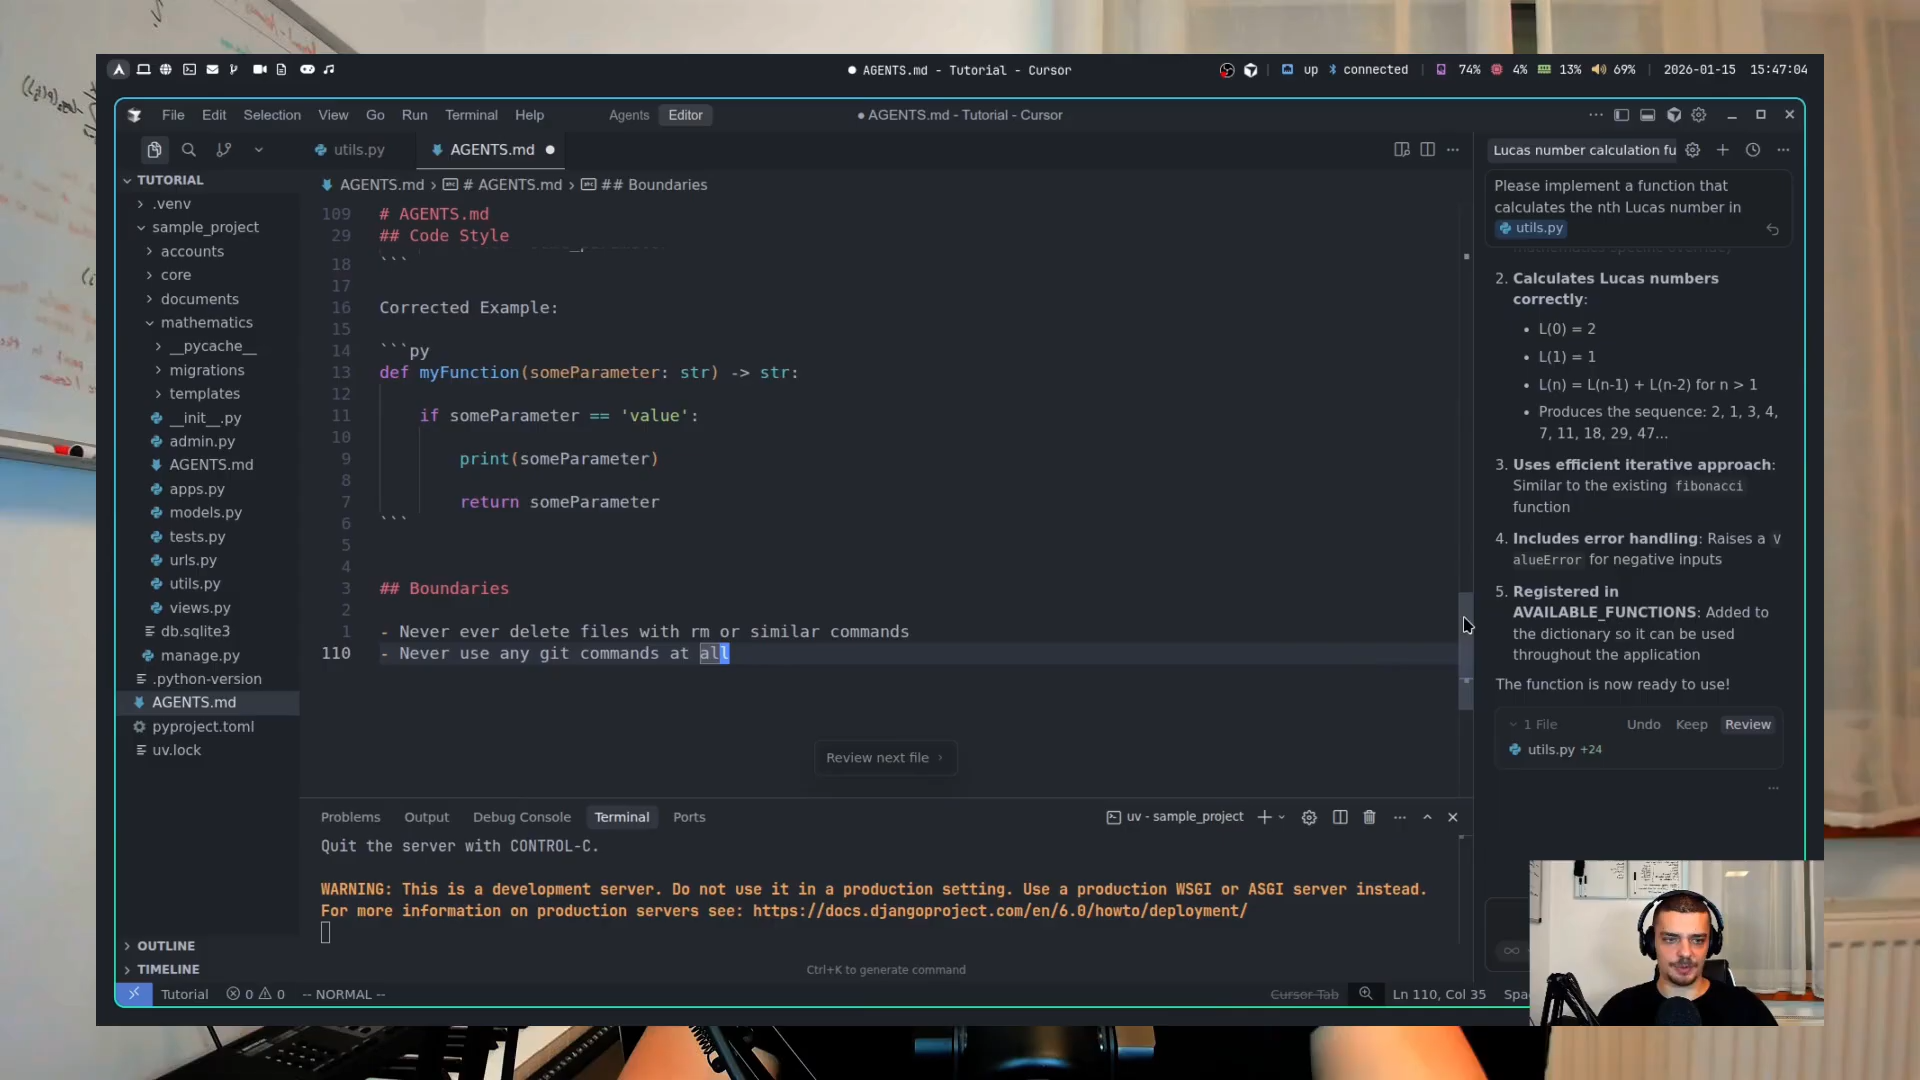 AGENTS.md - Tutorial - Cursor
up connected 74% 4% 13% 69% 2026-01-15 15:47:04
File Edit Selection View Go Run Terminal Help Agents Editor
AGENTS.md - Tutorial - Cursor
utils.py
AGENTS.md
TUTORIAL
.venv
sample_project
accounts
core
documents
mathematics
__pycache__
migrations
templates
__init__.py
admin.py
AGENTS.md
apps.py
models.py
tests.py
urls.py
utils.py
views.py
db.sqlite3
manage.py
.python-version
AGENTS.md
pyproject.toml
uv.lock
OUTLINE
TIMELINE
AGENTS.md > # AGENTS.md > ## Boundaries
109 # AGENTS.md
29 ## Code Style
18 ```
17
16 Corrected Example:
15
14 ```py
13 def myFunction(someParameter: str) -> str:
12
11 if someParameter == 'value':
10
9 print(someParameter)
8
7 return someParameter
6 ```
5
4
3 ## Boundaries
2
1 - Never ever delete files with rm or similar commands
110 - Never use any git commands at all
Review next file ›
Problems Output Debug Console Terminal Ports
uv - sample_project
Quit the server with CONTROL-C.
WARNING: This is a development server. Do not use it in a production setting. Use a production WSGI or ASGI server instead.
For more information on production servers see: https://docs.djangoproject.com/en/6.0/howto/deployment/
Ctrl+K to generate command
Lucas number calculation fu
Please implement a function that
calculates the nth Lucas number in
utils.py
2. Calculates Lucas numbers
correctly:
• L(0) = 2
• L(1) = 1
• L(n) = L(n-1) + L(n-2) for n > 1
• Produces the sequence: 2, 1, 3, 4,
7, 11, 18, 29, 47...
3. Uses efficient iterative approach:
Similar to the existing fibonacci
function
4. Includes error handling: Raises a V
alueError for negative inputs
5. Registered in
AVAILABLE_FUNCTIONS: Added to
the dictionary so it can be used
throughout the application
The function is now ready to use!
1 File Undo Keep Review
utils.py +24
Tutorial 0 0 -- NORMAL -- Cursor Tab Ln 110, Col 35